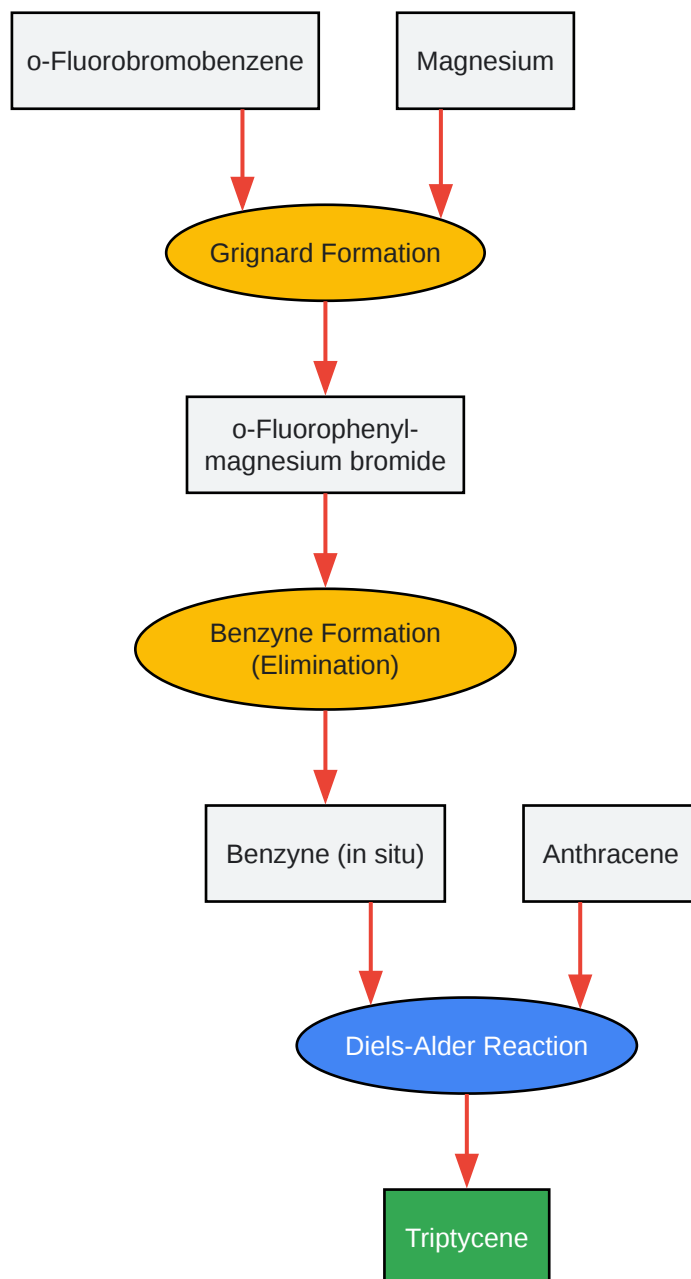 o-Fluorobromobenzene
Magnesium
Grignard Formation
o-Fluorophenyl-
magnesium bromide
Benzyne Formation
(Elimination)
Benzyne (in situ)
Anthracene
Diels-Alder Reaction
Triptycene